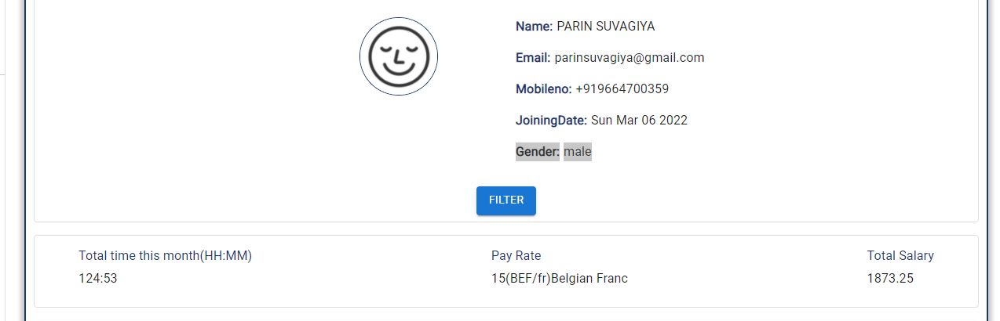 Name: PARIN SUVAGIYA
Email: parinsuvagiya@gmail.com
Mobileno: +919664700359
JoiningDate: Sun Mar 06 2022
Gender: male
FILTER
Total time this month(HH:MM)
124:53
Pay Rate
15(BEF/fr)Belgian Franc
Total Salary
1873.25